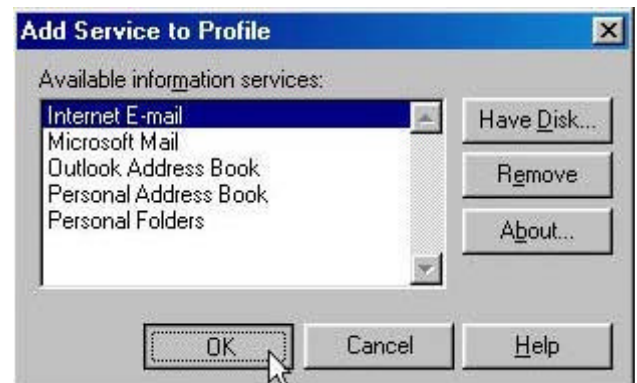 Add Service to Profile
Available information services:
Internet E-mail
Microsoft Mail
Outlook Address Book
Personal Address Book
Personal Folders
Have Disk...
Remove
About...
OK
Cancel
Help